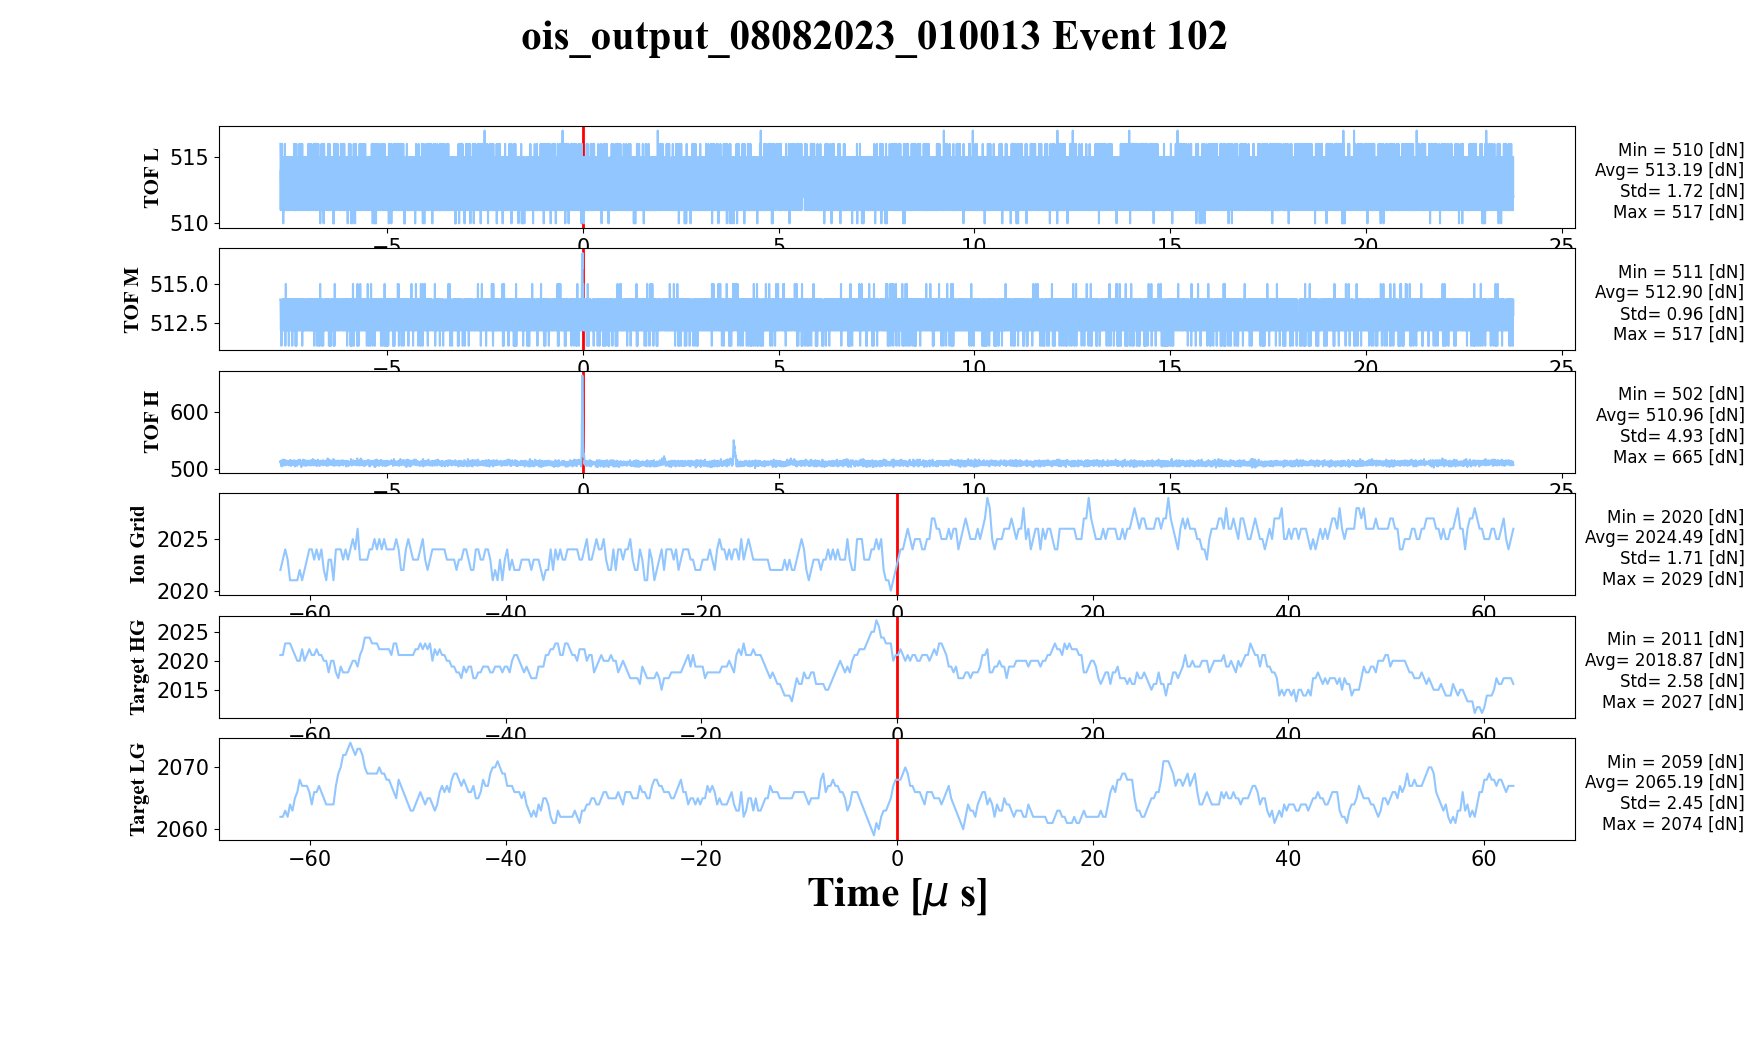 ois_output_08082023_010013 Event 102
TOF L
515
510
Min = 510 [dN]
Avg= 513.19 [dN]
Std= 1.72 [dN]
Max = 517 [dN]
−5 0 5 10 15 20 25
TOF M
515.0
512.5
Min = 511 [dN]
Avg= 512.90 [dN]
Std= 0.96 [dN]
Max = 517 [dN]
−5 0 5 10 15 20 25
TOF H
600
500
Min = 502 [dN]
Avg= 510.96 [dN]
Std= 4.93 [dN]
Max = 665 [dN]
−5 0 5 10 15 20 25
Ion Grid
2025
2020
Min = 2020 [dN]
Avg= 2024.49 [dN]
Std= 1.71 [dN]
Max = 2029 [dN]
−60 −40 −20 0 20 40 60
Target HG
2025
2020
2015
Min = 2011 [dN]
Avg= 2018.87 [dN]
Std= 2.58 [dN]
Max = 2027 [dN]
−60 −40 −20 0 20 40 60
Target LG
2070
2060
Min = 2059 [dN]
Avg= 2065.19 [dN]
Std= 2.45 [dN]
Max = 2074 [dN]
−60 −40 −20 0 20 40 60
Time [μ s]